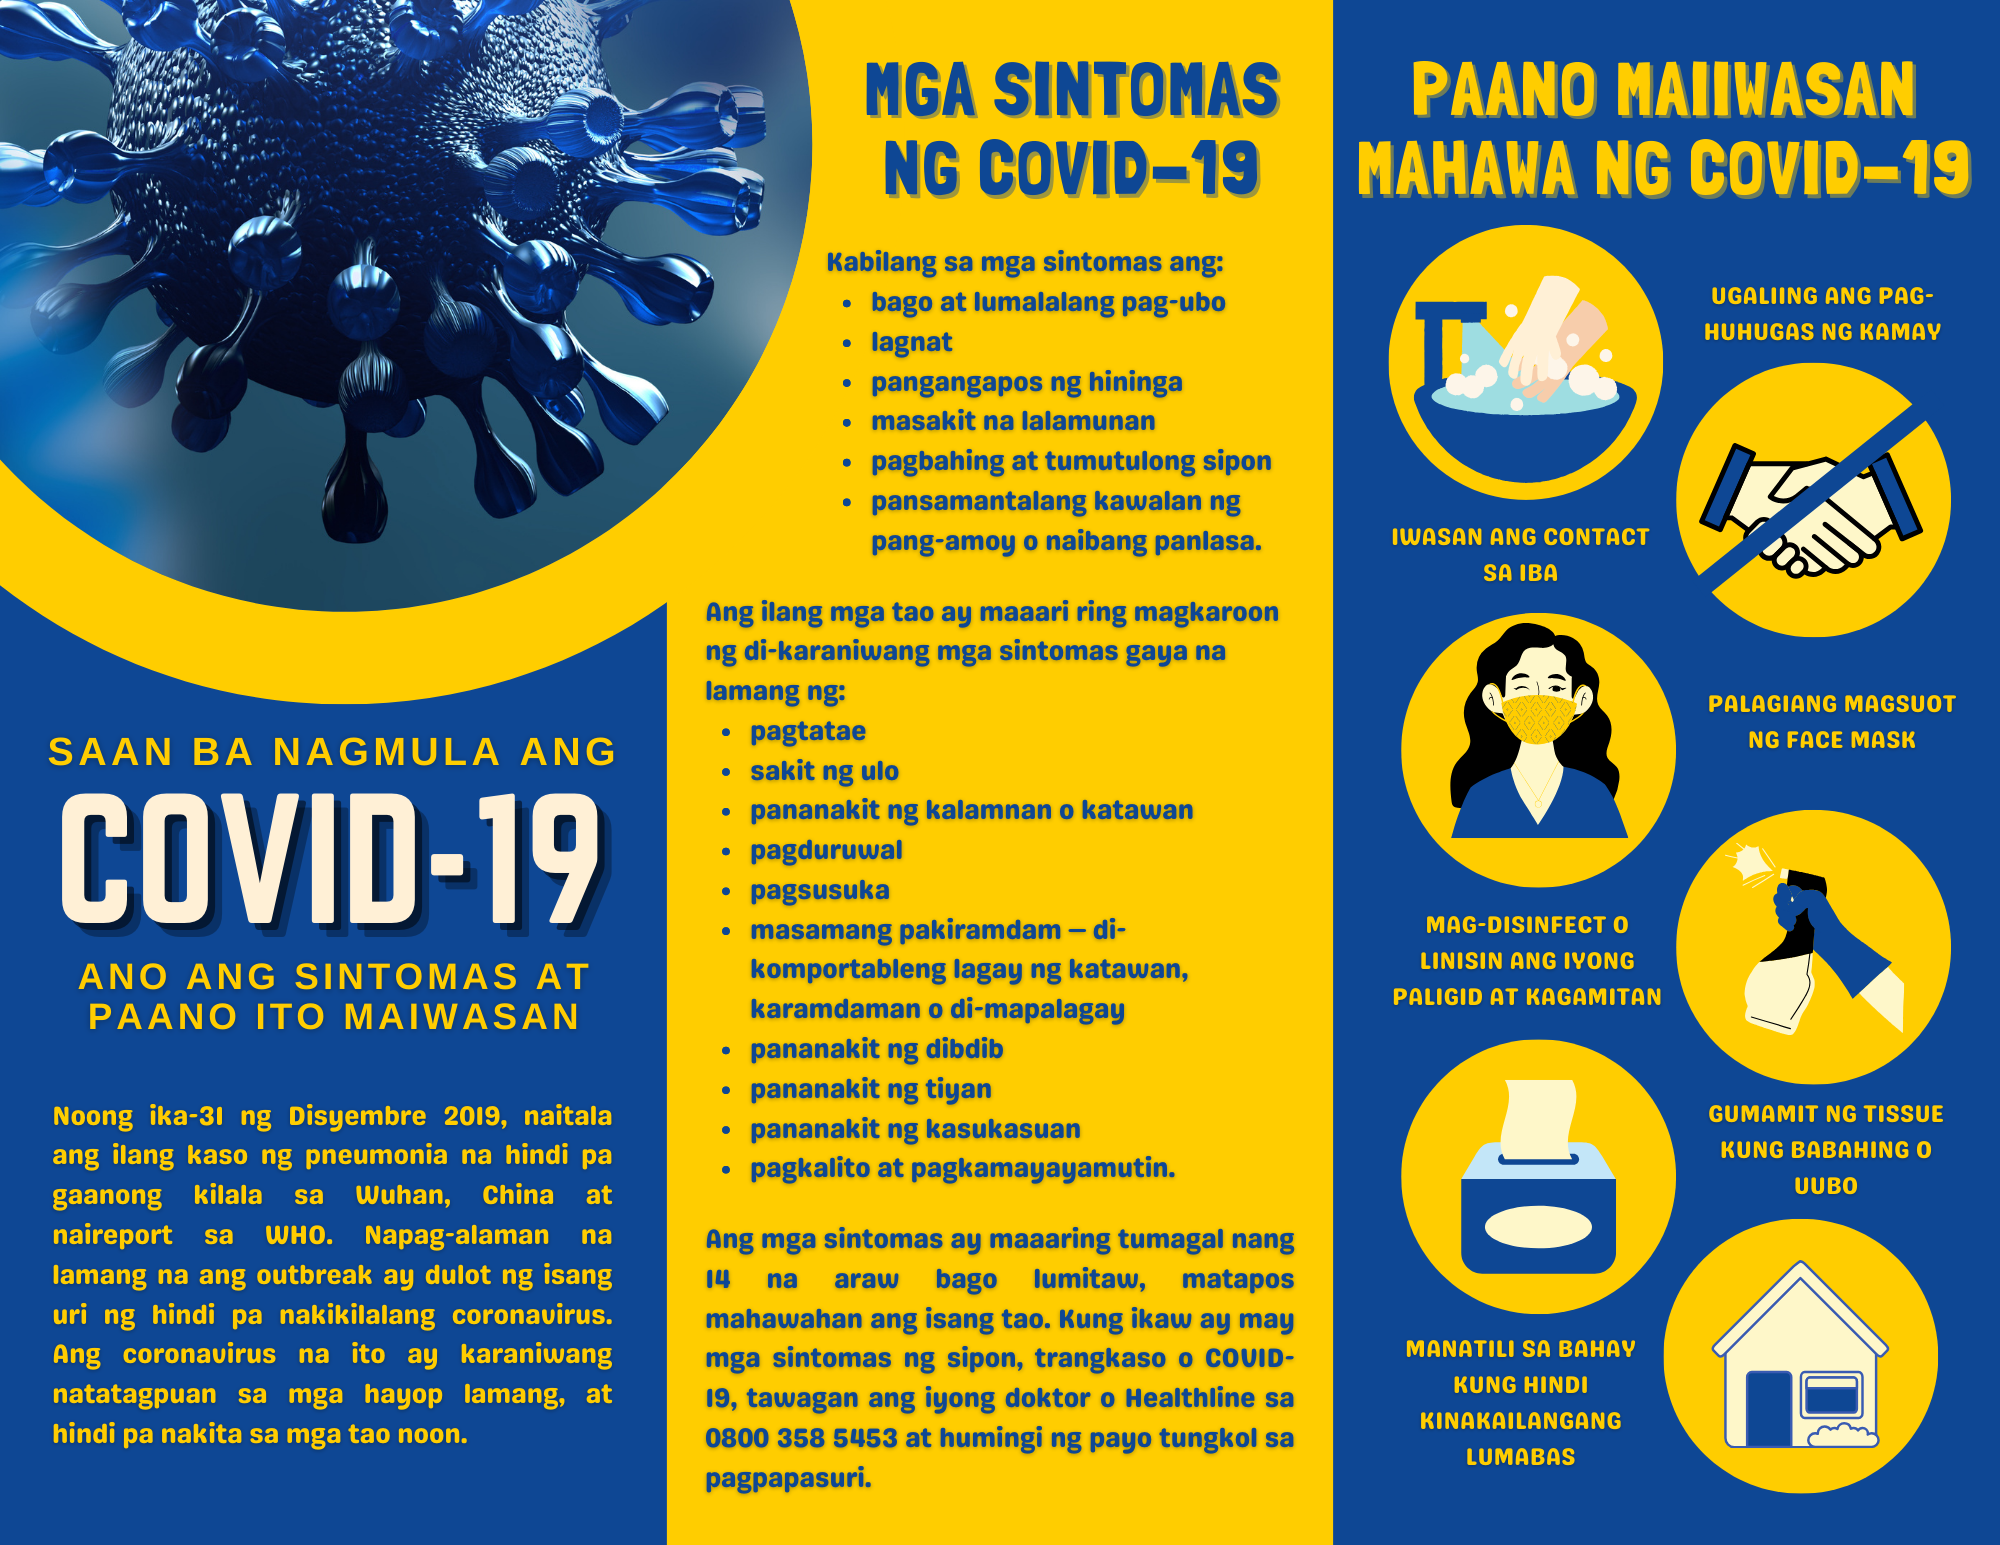 SAAN BA NAGMULA ANG
COVID-19
ANO ANG SINTOMAS AT
PAANO ITO MAIWASAN
Noong ika-31 ng Disyembre 2019, naitala
ang ilang kaso ng pneumonia na hindi pa
gaanong kilala sa Wuhan, China at
naireport sa WHO. Napag-alaman na
lamang na ang outbreak ay dulot ng isang
uri ng hindi pa nakikilalang coronavirus.
Ang coronavirus na ito ay karaniwang
natatagpuan sa mga hayop lamang, at
hindi pa nakita sa mga tao noon.
MGA SINTOMAS
NG COVID-19
Kabilang sa mga sintomas ang:
• bago at lumalalang pag-ubo
• lagnat
• pangangapos ng hininga
• masakit na lalamunan
• pagbahing at tumutulong sipon
• pansamantalang kawalan ng
pang-amoy o naibang panlasa.
Ang ilang mga tao ay maaari ring magkaroon
ng di-karaniwang mga sintomas gaya na
lamang ng:
• pagtatae
• sakit ng ulo
• pananakit ng kalamnan o katawan
• pagduruwal
• pagsusuka
• masamang pakiramdam – di-
komportableng lagay ng katawan,
karamdaman o di-mapalagay
• pananakit ng dibdib
• pananakit ng tiyan
• pananakit ng kasukasuan
• pagkalito at pagkamayayamutin.
Ang mga sintomas ay maaaring tumagal nang
14 na araw bago lumitaw, matapos
mahawahan ang isang tao. Kung ikaw ay may
mga sintomas ng sipon, trangkaso o COVID-
19, tawagan ang iyong doktor o Healthline sa
0800 358 5453 at humingi ng payo tungkol sa
pagpapasuri.
PAANO MAIIWASAN
MAHAWA NG COVID-19
UGALIING ANG PAG-
HUHUGAS NG KAMAY
IWASAN ANG CONTACT
SA IBA
PALAGIANG MAGSUOT
NG FACE MASK
MAG-DISINFECT O
LINISIN ANG IYONG
PALIGID AT KAGAMITAN
GUMAMIT NG TISSUE
KUNG BABAHING O
UUBO
MANATILI SA BAHAY
KUNG HINDI
KINAKAILANGANG
LUMABAS